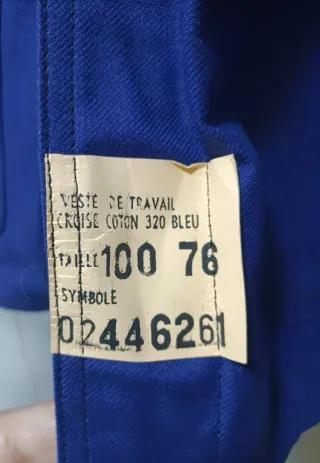 VESTE DE TRAVAIL
CROISE COTON 320 BLEU
TAILLE 100 76
SYMBOLE
02446261